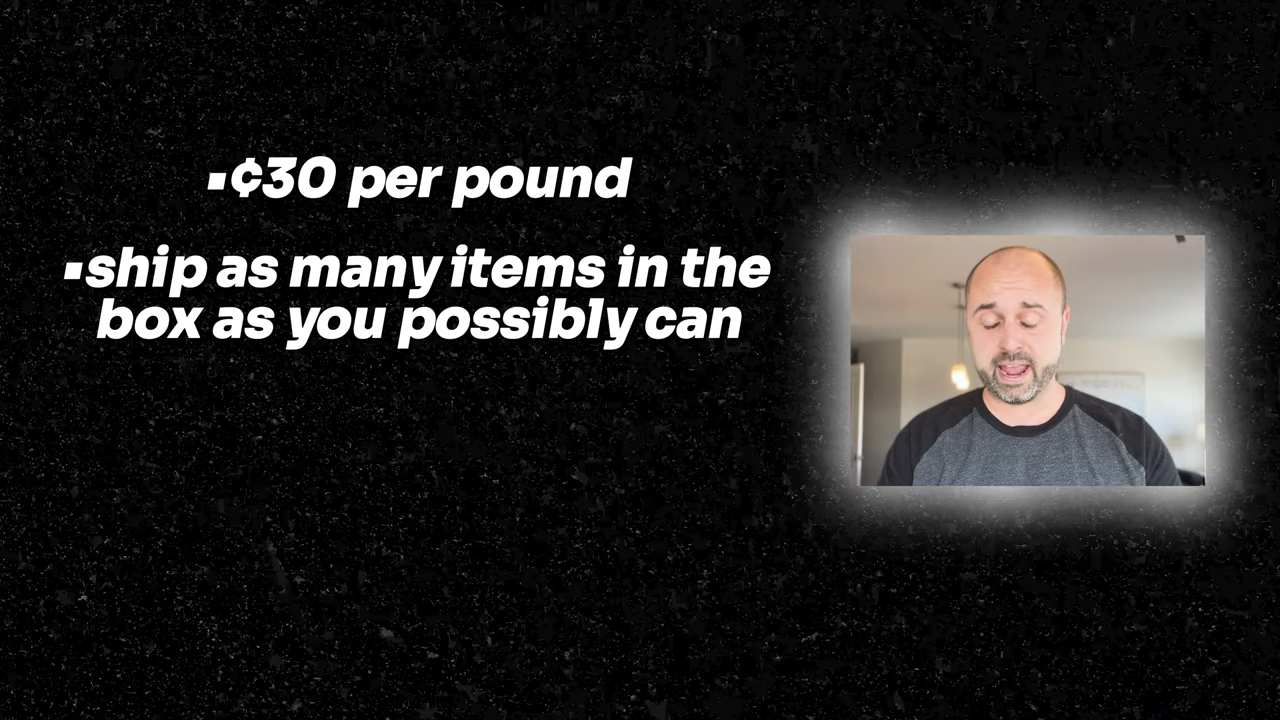 ▪¢30 per pound
▪ship as many items in the
box as you possibly can